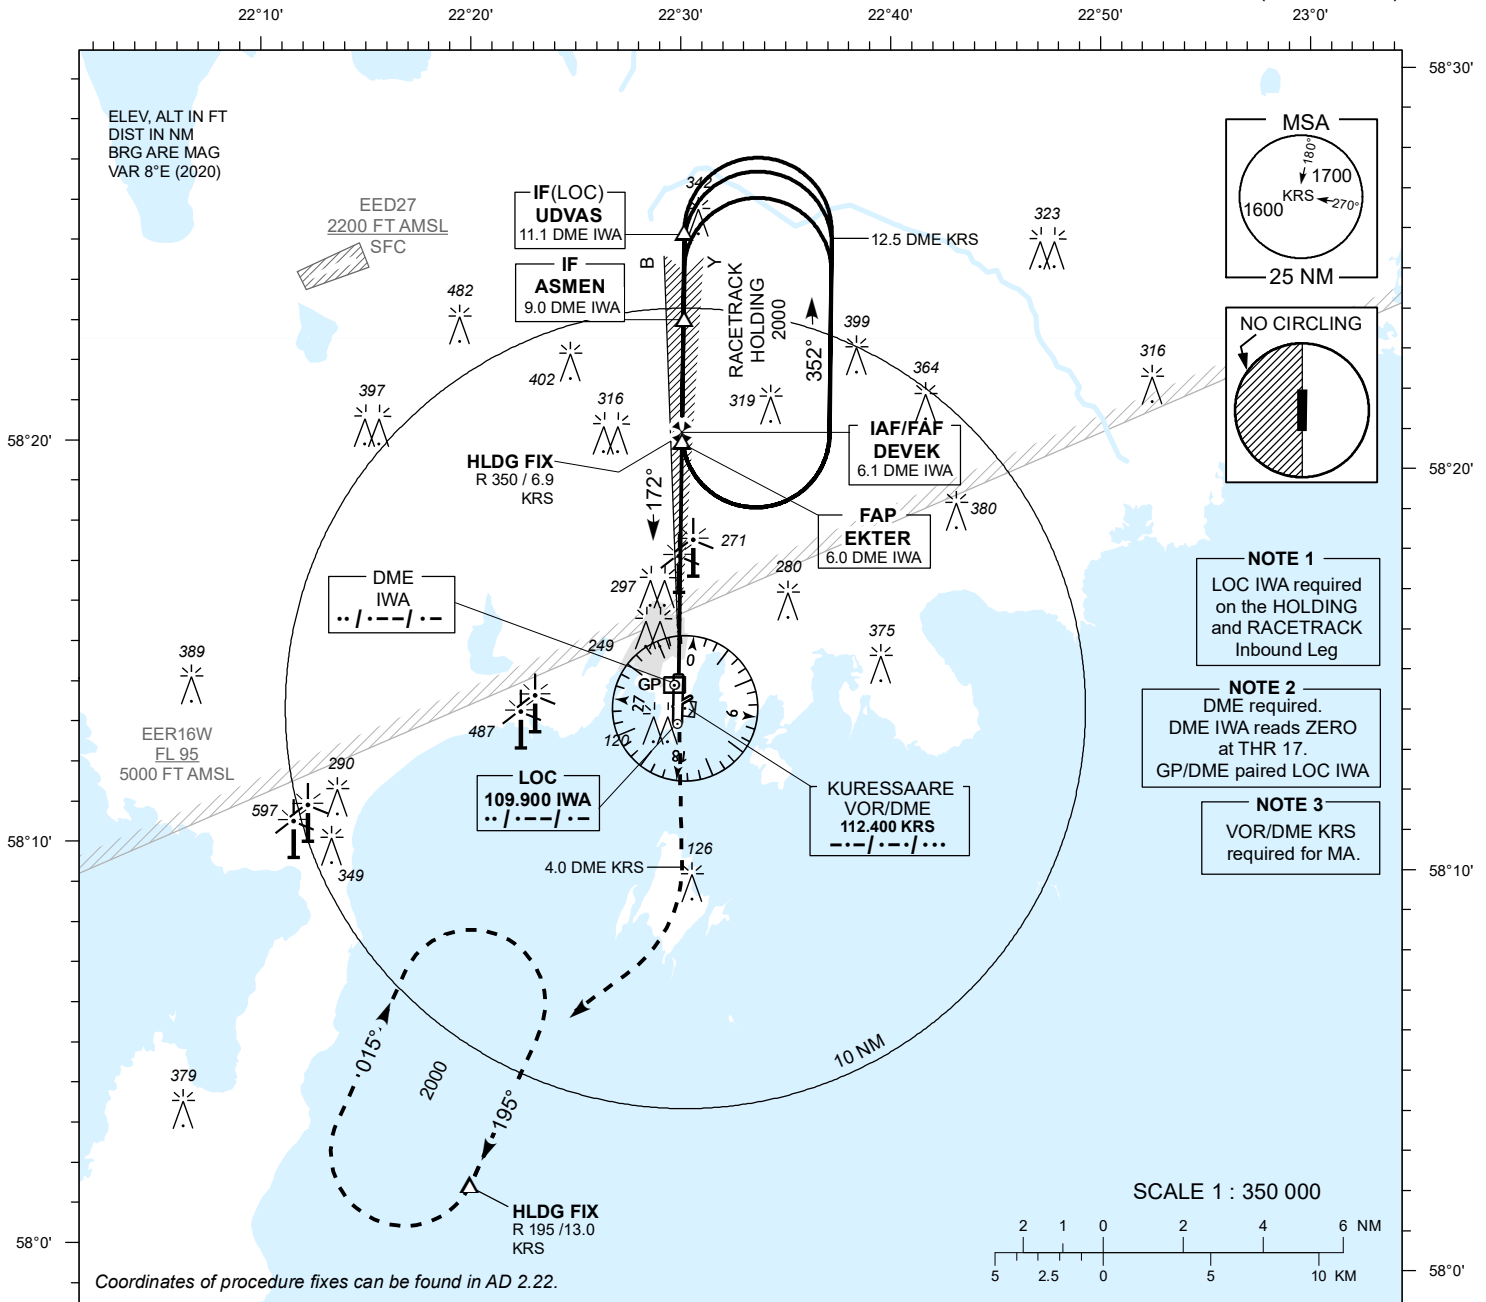 22°10'
22°20'
22°30'
22°40'
22°50'
23°0'
58°30'
ELEV, ALT IN FT
DIST IN NM
BRG ARE MAG
VAR 8°E (2020)
EED27
2200 FT AMSL
SFC
IF(LOC)
UDVAS
11.1 DME IWA
IF
ASMEN
9.0 DME IWA
342
B
Y
RACETRACK
HOLDING
2000
352°
12.5 DME KRS
323
MSA
180°
1700
KRS
270°
1600
25 NM
NO CIRCLING
482
402
397
316
319
399
364
316
58°20'
58°20'
HLDG FIX
R 350 / 6.9
KRS
172°
IAF/FAF
DEVEK
6.1 DME IWA
FAP
EKTER
6.0 DME IWA
380
271
297
280
249
375
DME
IWA
389
GP
0
9
18
27
120
487
EER16W
FL 95
5000 FT AMSL
290
597
349
LOC
109.900 IWA
KURESSAARE
VOR/DME
112.400 KRS
NOTE 1
LOC IWA required
on the HOLDING
and RACETRACK
Inbound Leg
NOTE 2
DME required.
DME IWA reads ZERO
at THR 17.
GP/DME paired LOC IWA
NOTE 3
VOR/DME KRS
required for MA.
58°10'
58°10'
4.0 DME KRS
126
10 NM
015°
2000
195°
379
HLDG FIX
R 195 /13.0
KRS
SCALE 1 : 350 000
2 1 0 2 4 6 NM
5 2.5 0 5 10 KM
58°0'
58°0'
Coordinates of procedure fixes can be found in AD 2.22.